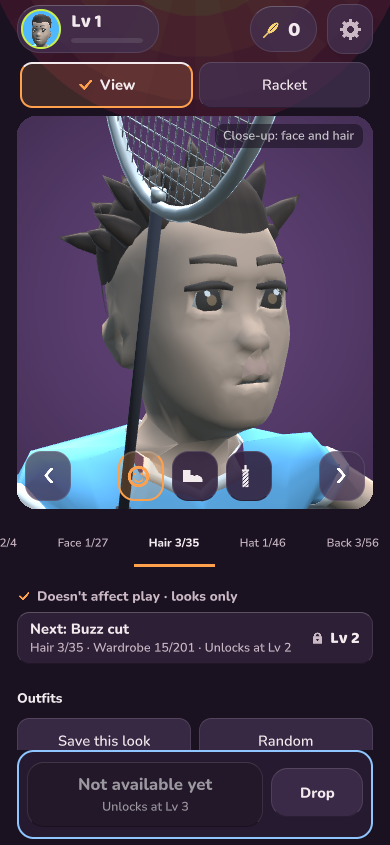 Lv 1
0
View
Racket
Close-up: face and hair
2/4
Face 1/27
Hair 3/35
Hat 1/46
Back 3/56
Doesn't affect play · looks only
Next: Buzz cut
Hair 3/35 · Wardrobe 15/201 · Unlocks at Lv 2
Lv 2
Outfits
Save this look
Random
Not available yet
Unlocks at Lv 3
Drop